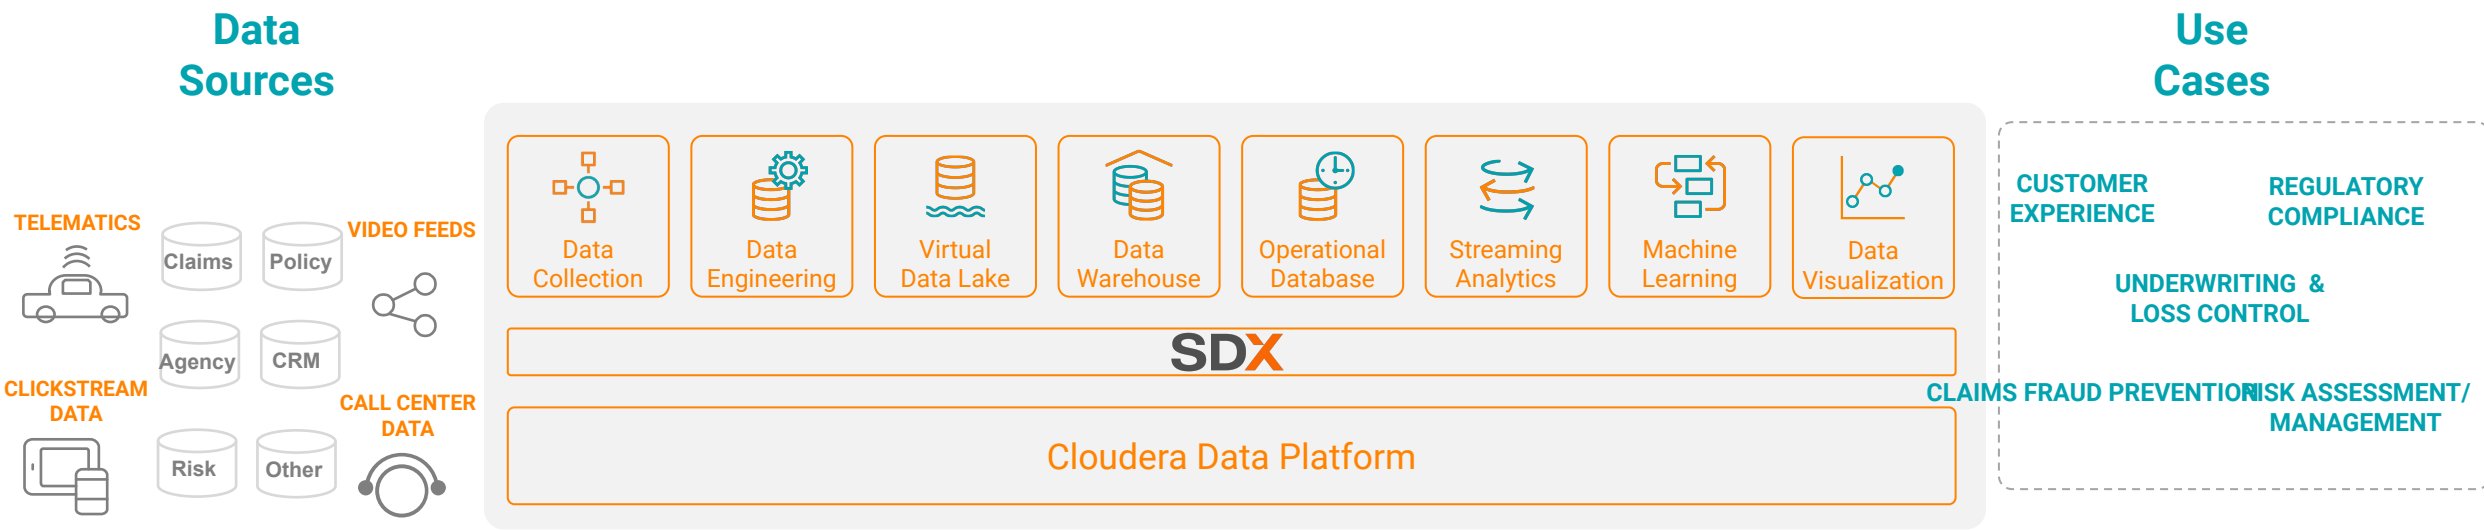 Data
Sources
Use
Cases
TELEMATICS
VIDEO FEEDS
Claims
Policy
Agency
CRM
CLICKSTREAM
DATA
CALL CENTER
DATA
Risk
Other
Data
Collection
Data
Engineering
Virtual
Data Lake
Data
Warehouse
Operational
Database
Streaming
Analytics
Machine
Learning
Data
Visualization
SDX
Cloudera Data Platform
CUSTOMER
EXPERIENCE
REGULATORY
COMPLIANCE
UNDERWRITING &
LOSS CONTROL
CLAIMS FRAUD PREVENTION
RISK ASSESSMENT/
MANAGEMENT